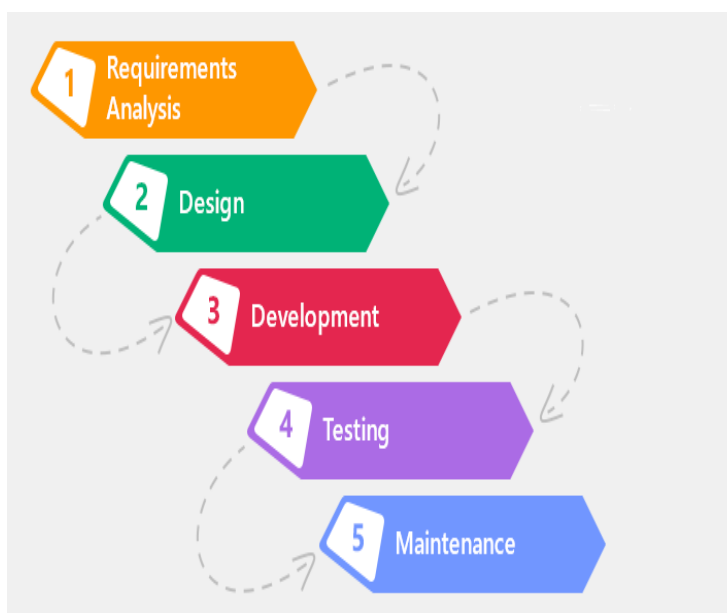 1
Requirements
Analysis
2
Design
3
Development
4
Testing
5
Maintenance